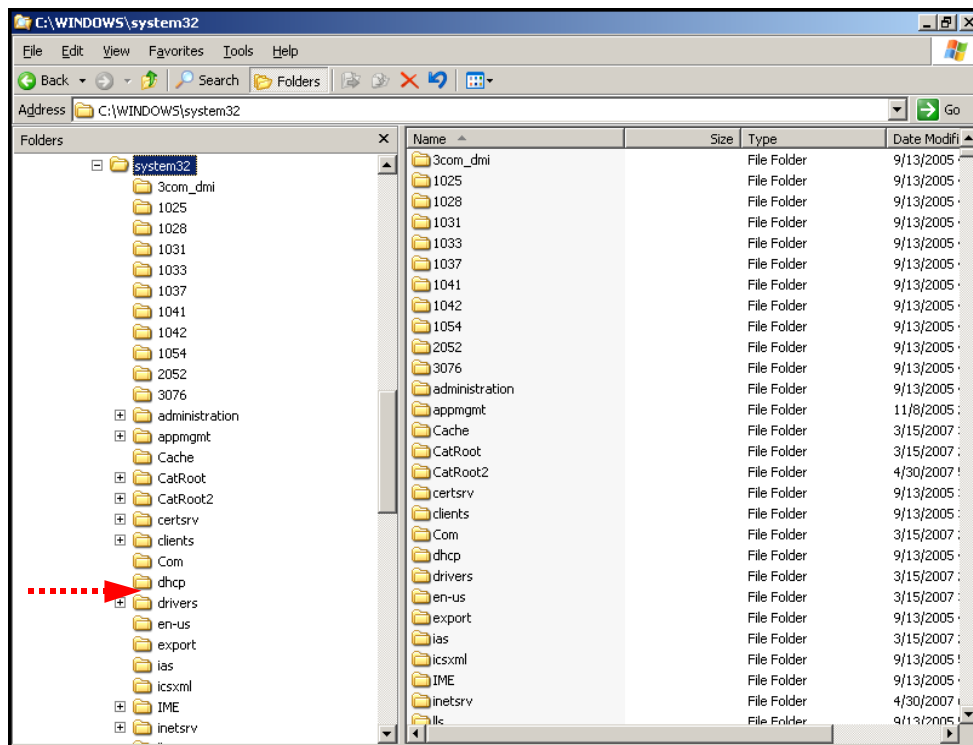 C:\WINDOWS\system32
File Edit View Favorites Tools Help
Back Search Folders
Address C:\WINDOWS\system32 Go
Folders
system32
3com_dmi
1025
1028
1031
1033
1037
1041
1042
1054
2052
3076
administration
appmgmt
Cache
CatRoot
CatRoot2
certsrv
clients
Com
dhcp
drivers
en-us
export
ias
icsxml
IME
inetsrv
Name Size Type Date Modifi
3com_dmi File Folder 9/13/2005
1025 File Folder 9/13/2005
1028 File Folder 9/13/2005
1031 File Folder 9/13/2005
1033 File Folder 9/13/2005
1037 File Folder 9/13/2005
1041 File Folder 9/13/2005
1042 File Folder 9/13/2005
1054 File Folder 9/13/2005
2052 File Folder 9/13/2005
3076 File Folder 9/13/2005
administration File Folder 9/13/2005
appmgmt File Folder 11/8/2005
Cache File Folder 3/15/2007
CatRoot File Folder 3/15/2007
CatRoot2 File Folder 4/30/2007
certsrv File Folder 9/13/2005
clients File Folder 9/13/2005
Com File Folder 3/15/2007
dhcp File Folder 9/13/2005
drivers File Folder 3/15/2007
en-us File Folder 3/15/2007
export File Folder 9/13/2005
ias File Folder 3/15/2007
icsxml File Folder 9/13/2005
IME File Folder 9/13/2005
inetsrv File Folder 4/30/2007
lls File Folder 9/13/2005